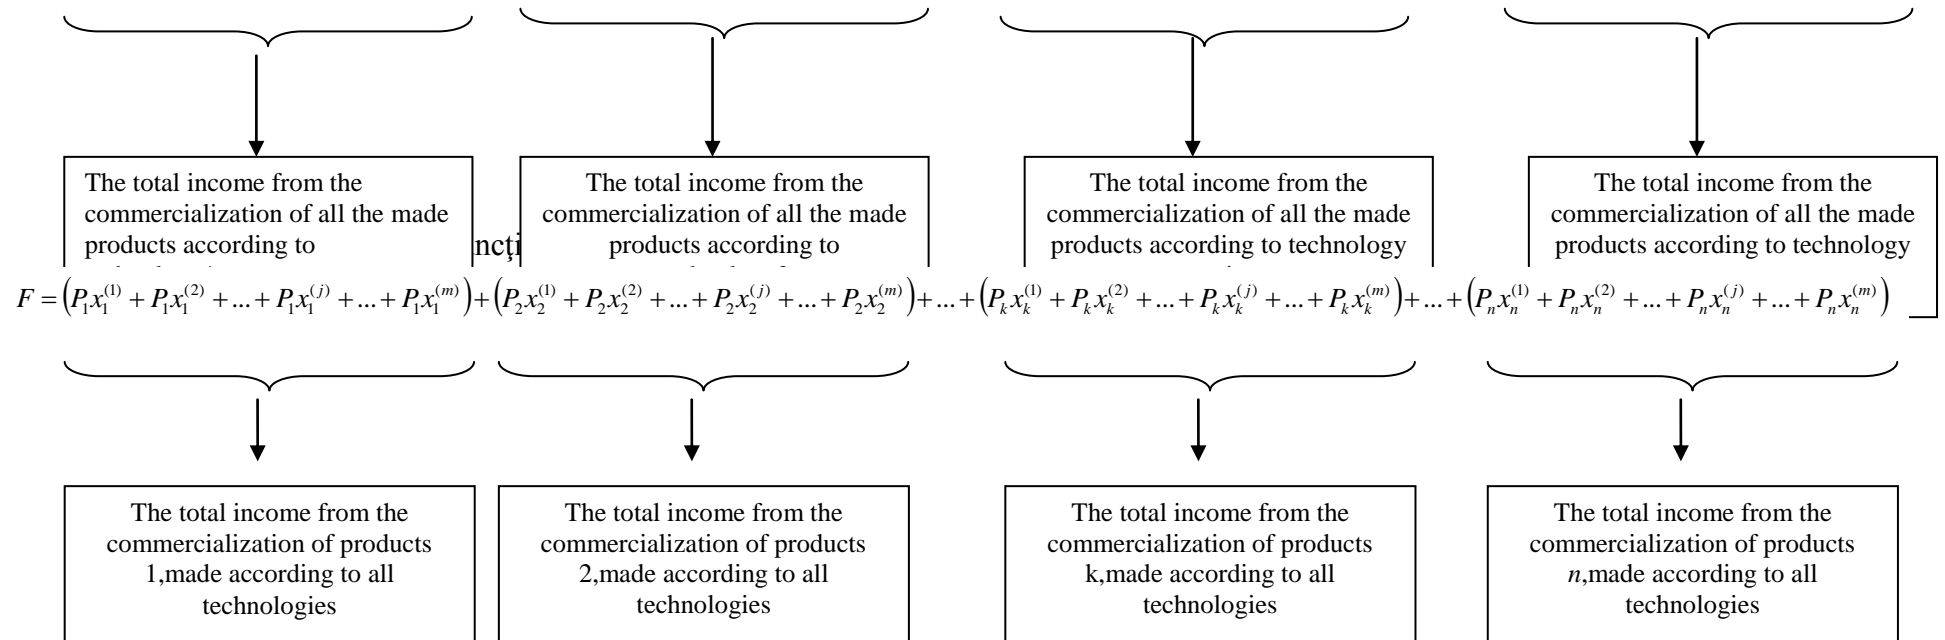 The total income from the
commercialization of all the made
products according to
The total income from the
commercialization of all the made
products according to
The total income from the
commercialization of all the made
products according to technology
The total income from the
commercialization of all the made
products according to technology
ncţi
F = (P₁x₁⁽¹⁾ + P₁x₁⁽²⁾ + ... + P₁x₁⁽ʲ⁾ + ... + P₁x₁⁽ᵐ⁾) + (P₂x₂⁽¹⁾ + P₂x₂⁽²⁾ + ... + P₂x₂⁽ʲ⁾ + ... + P₂x₂⁽ᵐ⁾) + ... + (Pₖxₖ⁽¹⁾ + Pₖxₖ⁽²⁾ + ... + Pₖxₖ⁽ʲ⁾ + ... + Pₖxₖ⁽ᵐ⁾) + ... + (Pₙxₙ⁽¹⁾ + Pₙxₙ⁽²⁾ + ... + Pₙxₙ⁽ʲ⁾ + ... + Pₙxₙ⁽ᵐ⁾)
The total income from the
commercialization of products
1,made according to all
technologies
The total income from the
commercialization of products
2,made according to all
technologies
The total income from the
commercialization of products
k,made according to all
technologies
The total income from the
commercialization of products
n,made according to all
technologies